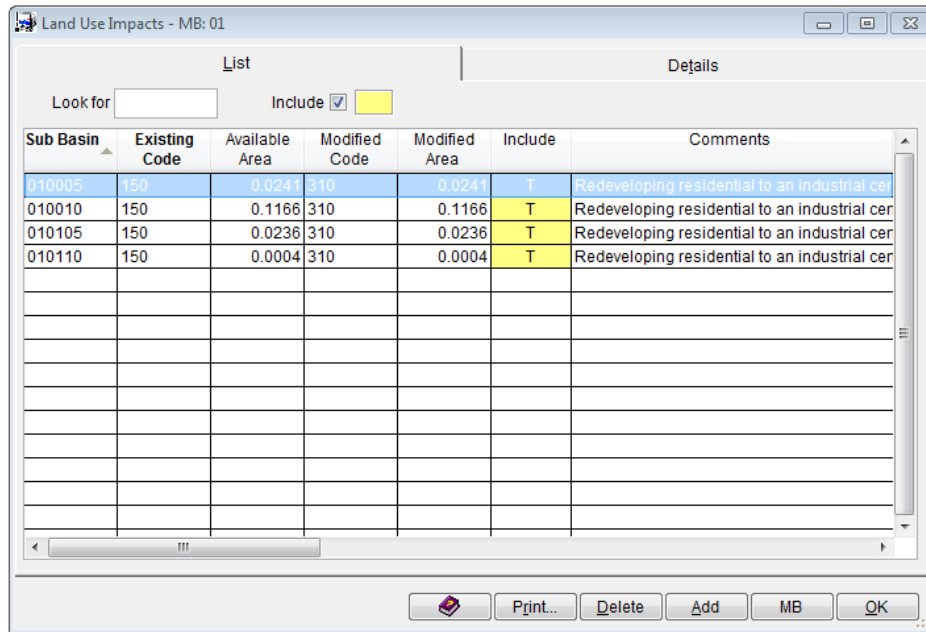 Land Use Impacts - MB: 01
List Details
Look for Include
Sub Basin Existing Code Available Area Modified Code Modified Area Include Comments
010005 150 0.0241 310 0.0241 T Redeveloping residential to an industrial cer
010010 150 0.1166 310 0.1166 T Redeveloping residential to an industrial cer
010105 150 0.0236 310 0.0236 T Redeveloping residential to an industrial cer
010110 150 0.0004 310 0.0004 T Redeveloping residential to an industrial cer
Print... Delete Add MB OK